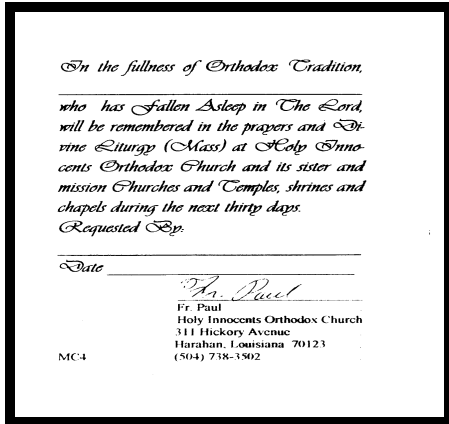 In the fullness of Orthodox Tradition,
who has Fallen Asleep in The Lord,
will be remembered in the prayers and Di-
vine Liturgy (Mass) at Holy Inno-
cents Orthodox Church and its sister and
mission Churches and Temples, shrines and
chapels during the next thirty days.
Requested By:
Date
Fr. Paul
Fr. Paul
Holy Innocents Orthodox Church
311 Hickory Avenue
Harahan, Louisiana 70123
MC4 (504) 738-3502